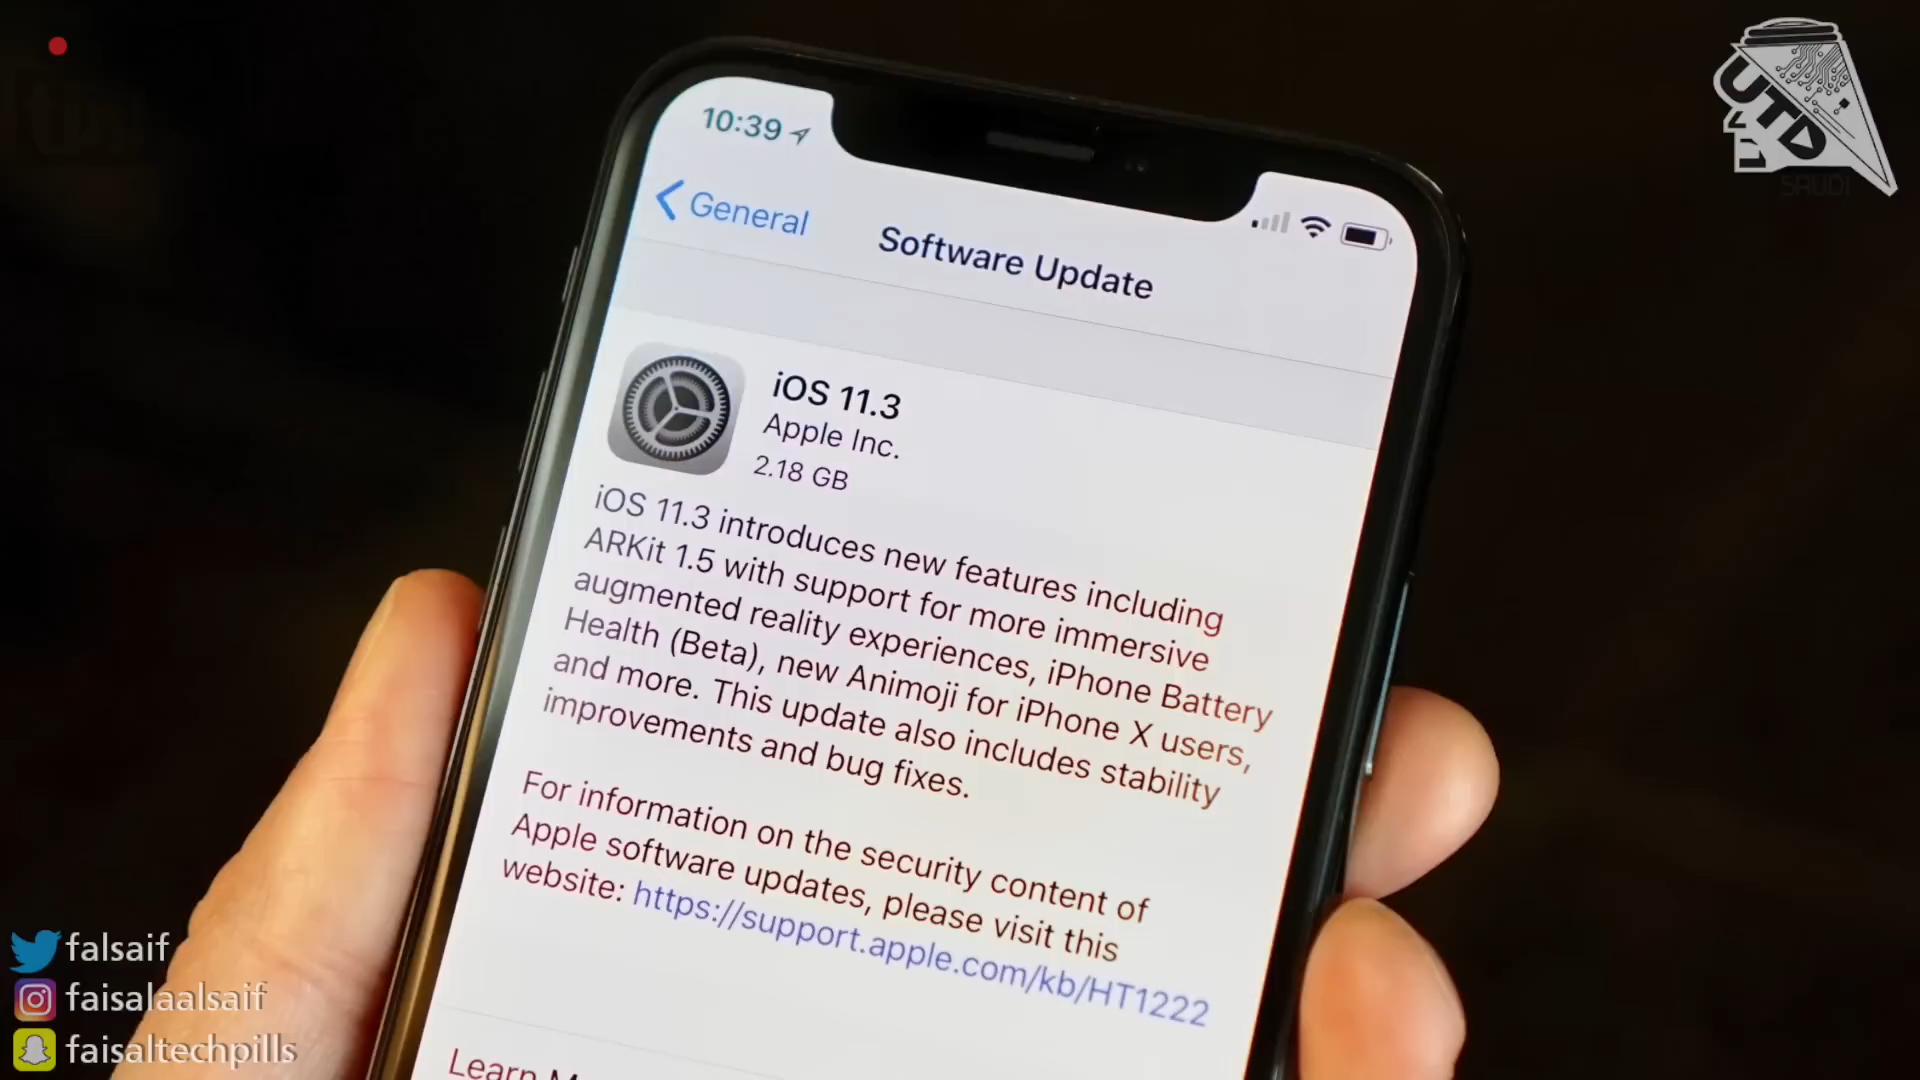 10:39
General
Software Update
iOS 11.3
Apple Inc.
2.18 GB
iOS 11.3 introduces new features including
ARKit 1.5 with support for more immersive
augmented reality experiences, iPhone Battery
Health (Beta), new Animoji for iPhone X users,
and more. This update also includes stability
improvements and bug fixes.
For information on the security content of
Apple software updates, please visit this
website: https://support.apple.com/kb/HT1222
Learn
UTD
SAUDI
falsaif
faisalaalsaif
faisaltechpills